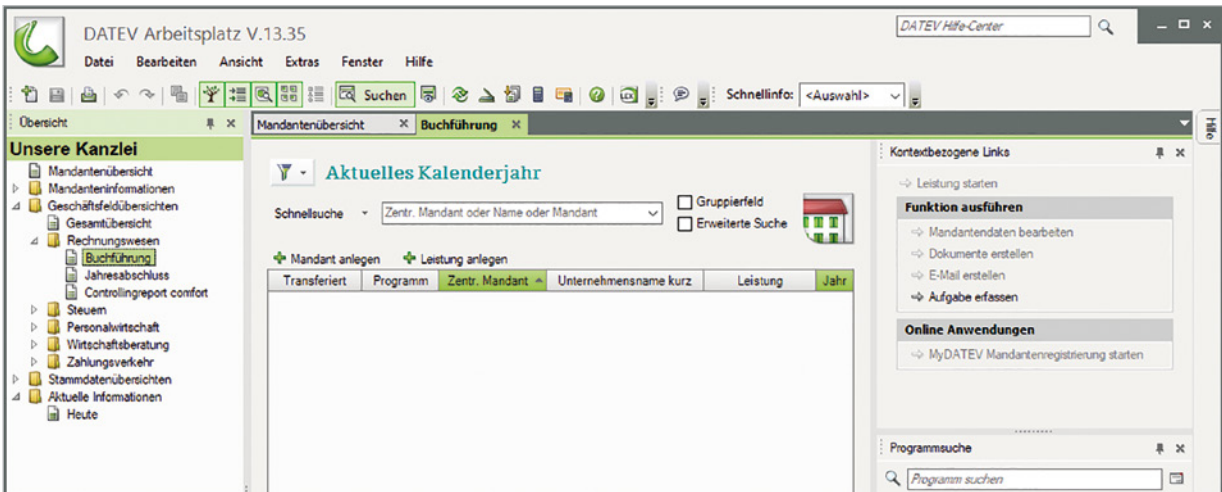 DATEV Arbeitsplatz V.13.35
DATEV Hilfe-Center
Datei Bearbeiten Ansicht Extras Fenster Hilfe
Suchen Schnellinfo: <Auswahl>
Übersicht
Unsere Kanzlei
Mandantenübersicht
Mandanteninformationen
Geschäftsfeldübersichten
Gesamtübersicht
Rechnungswesen
Buchführung
Jahresabschluss
Controllingreport comfort
Steuern
Personalwirtschaft
Wirtschaftsberatung
Zahlungsverkehr
Stammdatenübersichten
Aktuelle Informationen
Heute
Mandantenübersicht Buchführung
Aktuelles Kalenderjahr
Schnellsuche Zentr. Mandant oder Name oder Mandant
Gruppierfeld
Erweiterte Suche
Mandant anlegen Leistung anlegen
Transferiert Programm Zentr. Mandant Unternehmensname kurz Leistung Jahr
Kontextbezogene Links
Leistung starten
Funktion ausführen
Mandantendaten bearbeiten
Dokumente erstellen
E-Mail erstellen
Aufgabe erfassen
Online Anwendungen
MyDATEV Mandantenregistrierung starten
Programmsuche
Programm suchen
Hilfe